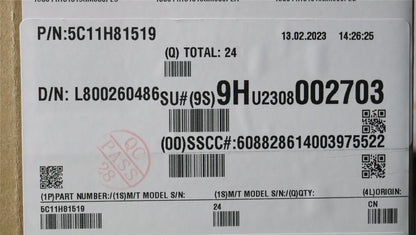 P/N:5C11H81519
13.02.2023 14:26:25
(Q) TOTAL: 24
D/N: L800260486 SU#(9S)9HU2308002703
(00)SSCC#:608828614003975522
QC
PASS
28
(1P)PART NUMBER:/(1S)M/T MODEL S/N: (1S)M/T MODEL S/N:/(Q)QTY: (4L)ORIGIN:
5C11H81519 24 CN